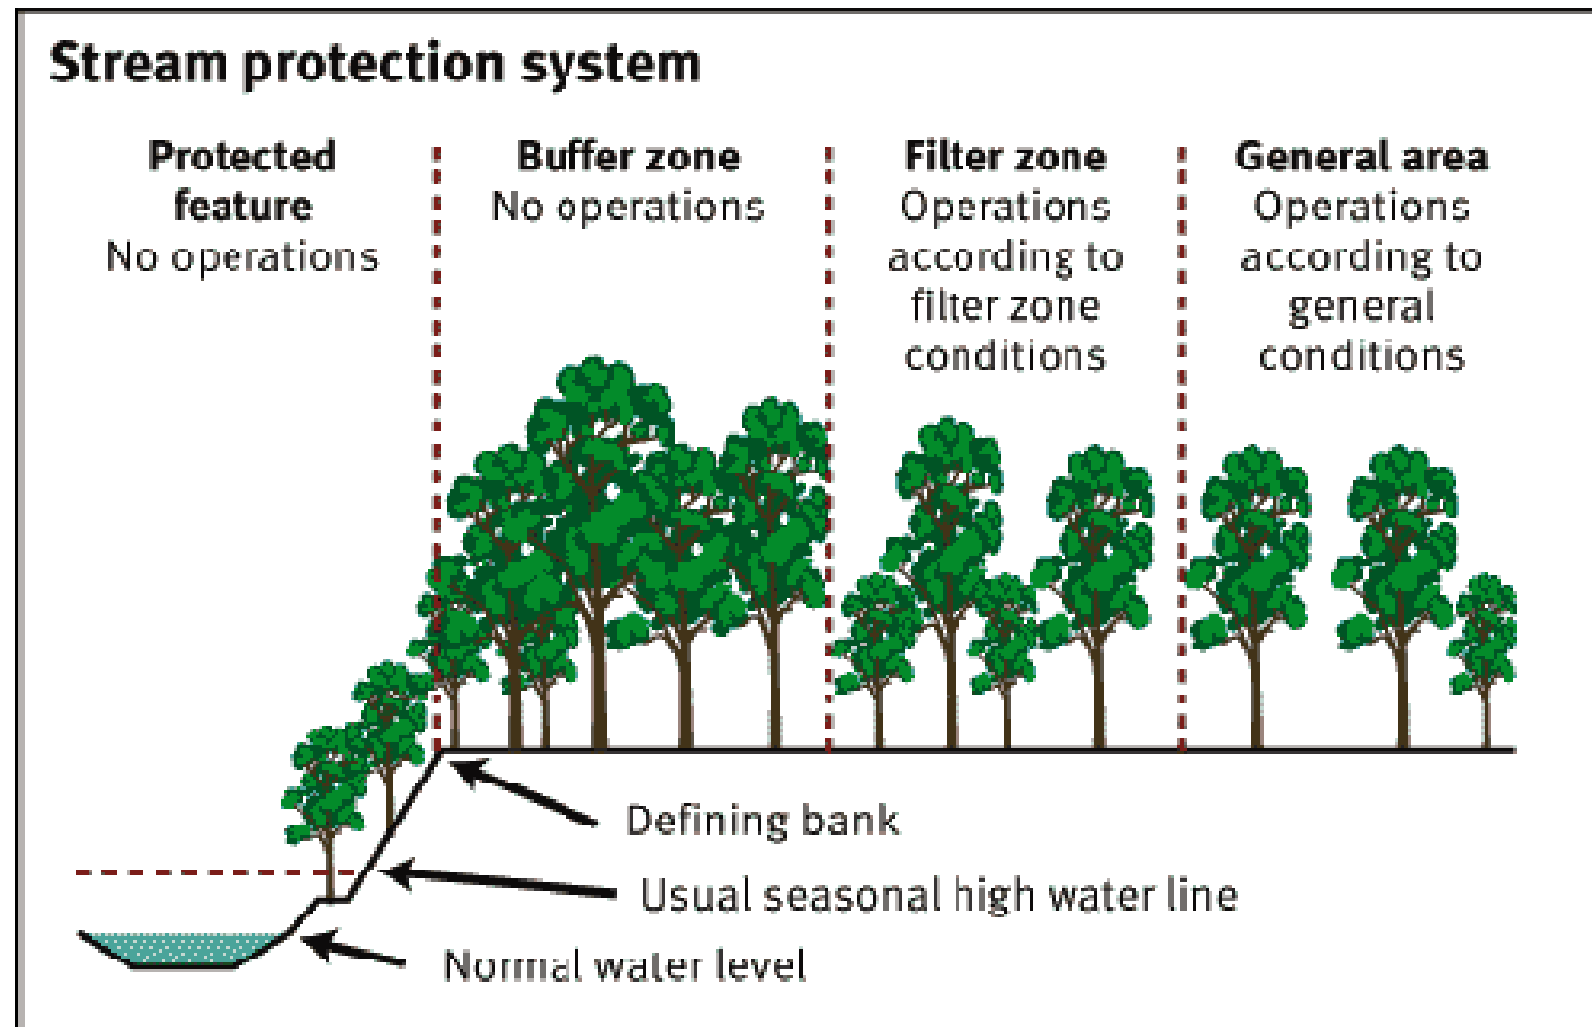 Stream protection system
Protected
feature
No operations
Buffer zone
No operations
Filter zone
Operations
according to
filter zone
conditions
General area
Operations
according to
general
conditions
Defining bank
Usual seasonal high water line
Normal water level